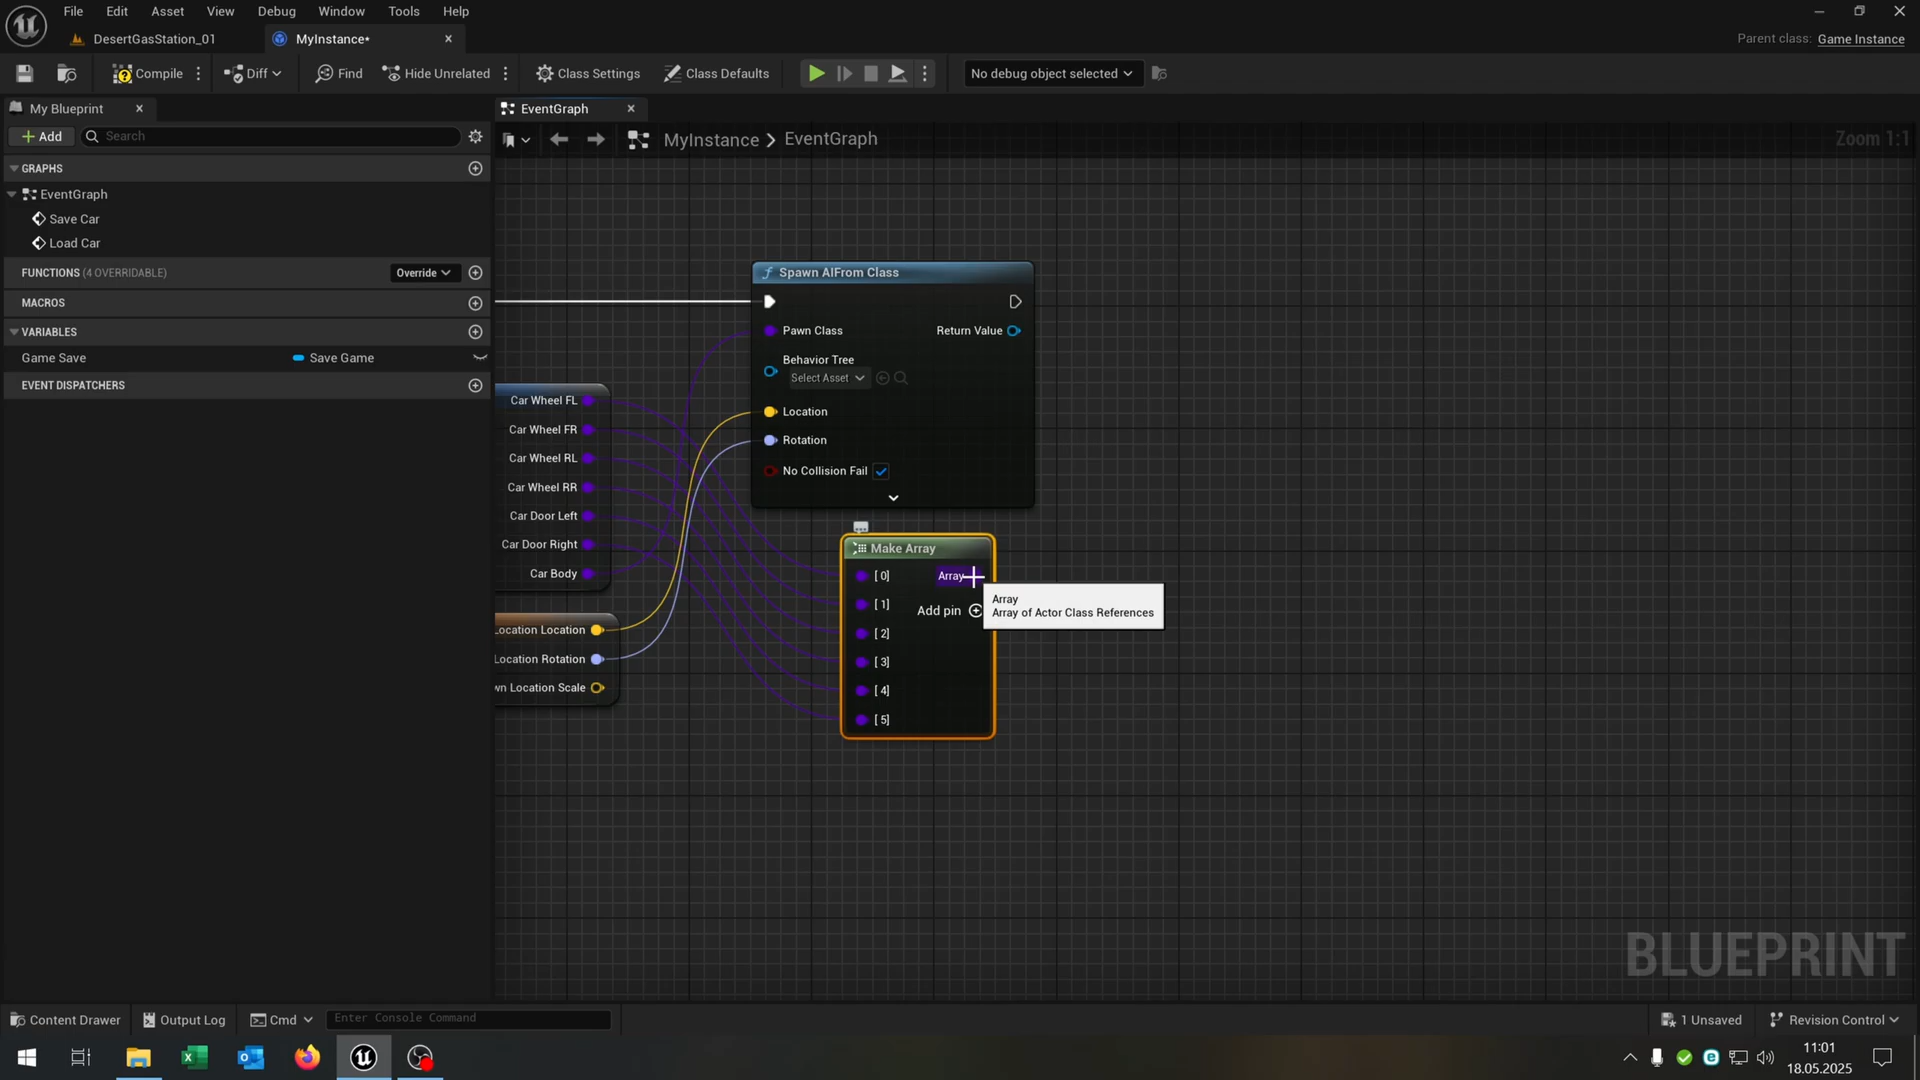 File Edit Asset View Debug Window Tools Help
DesertGasStation_01
MyInstance*
Parent class: Game Instance
Compile
Diff
Find
Hide Unrelated
Class Settings
Class Defaults
No debug object selected
My Blueprint
EventGraph
Add
Search
MyInstance > EventGraph
Zoom 1:1
GRAPHS
EventGraph
Save Car
Load Car
FUNCTIONS (4 OVERRIDABLE)
Override
MACROS
VARIABLES
Game Save
Save Game
EVENT DISPATCHERS
Spawn AIFrom Class
Pawn Class
Return Value
Behavior Tree
Select Asset
Location
Rotation
No Collision Fail
Car Wheel FL
Car Wheel FR
Car Wheel RL
Car Wheel RR
Car Door Left
Car Door Right
Car Body
Location Location
Location Rotation
wn Location Scale
Make Array
[ 0]
Array
[ 1]
Add pin
[ 2]
[ 3]
[ 4]
[ 5]
Array
Array of Actor Class References
BLUEPRINT
Content Drawer
Output Log
Cmd
Enter Console Command
1 Unsaved
Revision Control
11:01
18.05.2025